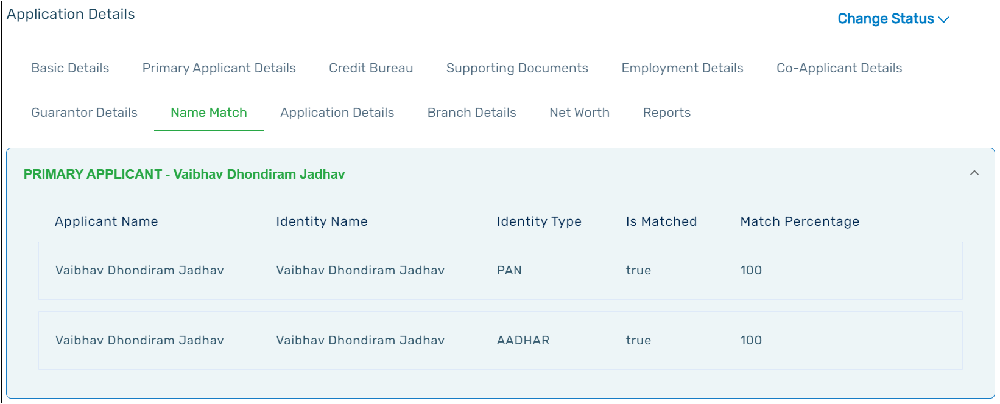 Application Details
Change Status
Basic Details Primary Applicant Details Credit Bureau Supporting Documents Employment Details Co-Applicant Details
Guarantor Details Name Match Application Details Branch Details Net Worth Reports
PRIMARY APPLICANT - Vaibhav Dhondiram Jadhav
Applicant Name Identity Name Identity Type Is Matched Match Percentage
Vaibhav Dhondiram Jadhav Vaibhav Dhondiram Jadhav PAN true 100
Vaibhav Dhondiram Jadhav Vaibhav Dhondiram Jadhav AADHAR true 100